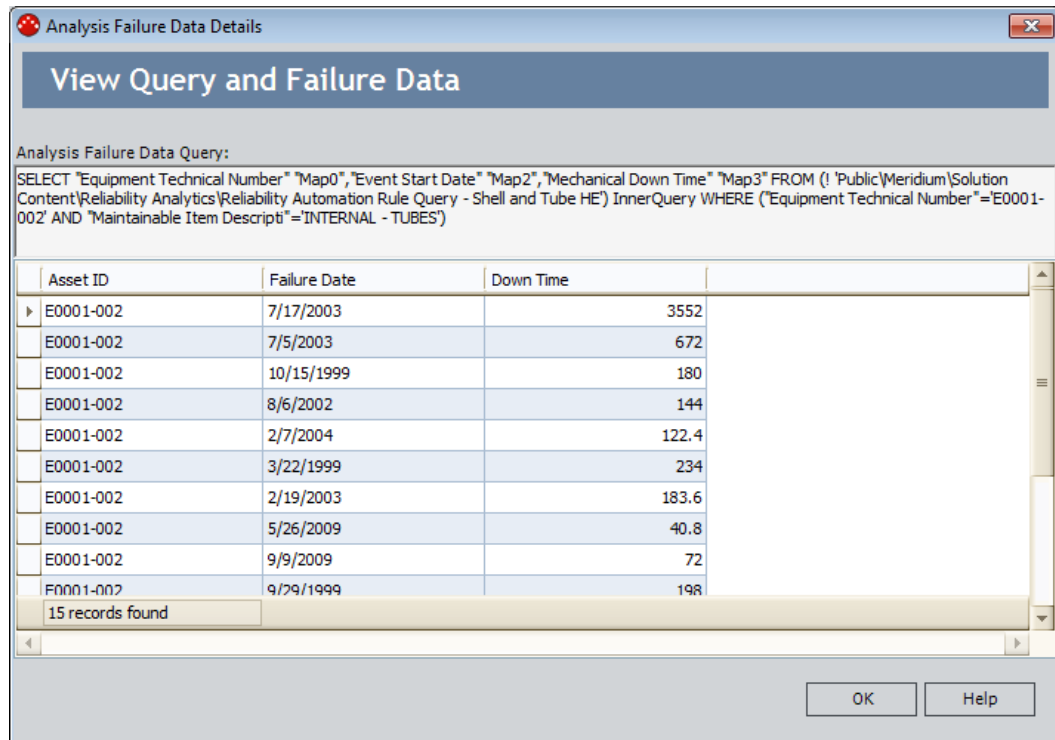 Analysis Failure Data Details
View Query and Failure Data
Analysis Failure Data Query:
SELECT "Equipment Technical Number" "Map0","Event Start Date" "Map2","Mechanical Down Time" "Map3" FROM (! 'Public\Meridium\Solution
Content\Reliability Analytics\Reliability Automation Rule Query - Shell and Tube HE') InnerQuery WHERE ("Equipment Technical Number"='E0001-
002' AND "Maintainable Item Descripti"='INTERNAL - TUBES')
Asset ID Failure Date Down Time
E0001-002 7/17/2003 3552
E0001-002 7/5/2003 672
E0001-002 10/15/1999 180
E0001-002 8/6/2002 144
E0001-002 2/7/2004 122.4
E0001-002 3/22/1999 234
E0001-002 2/19/2003 183.6
E0001-002 5/26/2009 40.8
E0001-002 9/9/2009 72
E0001-002 9/29/1999 198
15 records found
OK Help